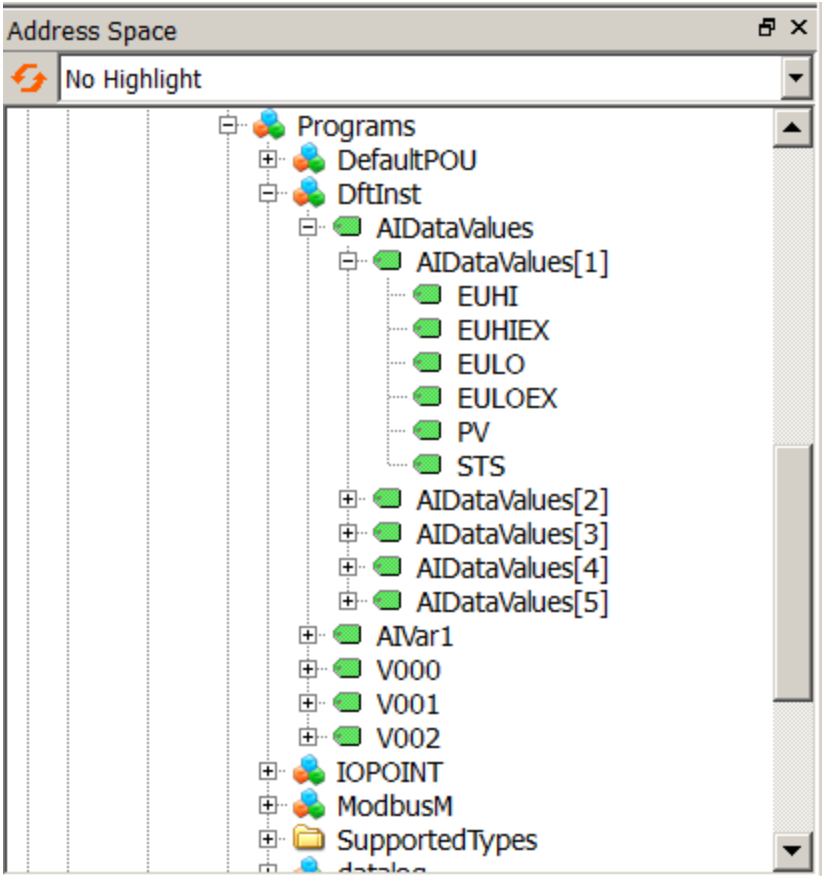 Address Space
No Highlight
Programs
DefaultPOU
DftInst
AIDataValues
AIDataValues[1]
EUHI
EUHIEX
EULO
EULOEX
PV
STS
AIDataValues[2]
AIDataValues[3]
AIDataValues[4]
AIDataValues[5]
AIVar1
V000
V001
V002
IOPOINT
ModbusM
SupportedTypes
datalog